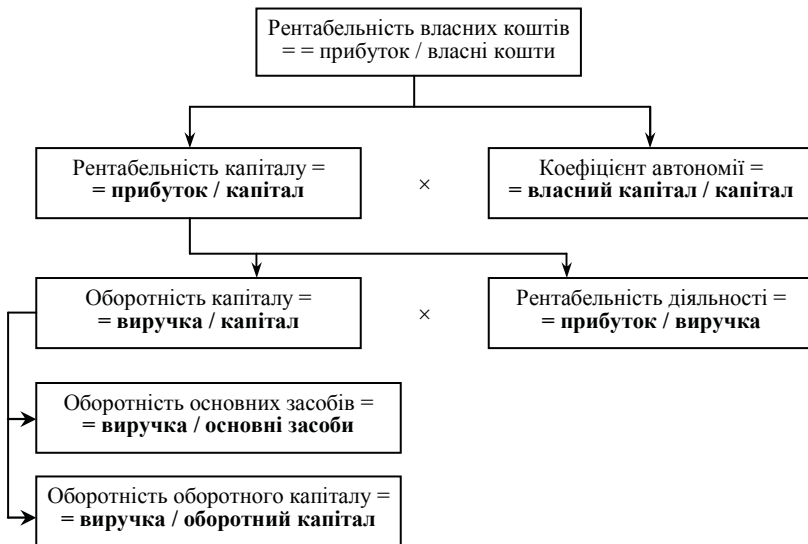 Рентабельність власних коштів
= = прибуток / власні кошти
Рентабельність капіталу =
= прибуток / капітал
×
Коефіцієнт автономії =
= власний капітал / капітал
Оборотність капіталу =
= виручка / капітал
×
Рентабельність діяльності =
= прибуток / виручка
Оборотність основних засобів =
= виручка / основні засоби
Оборотність оборотного капіталу =
= виручка / оборотний капітал